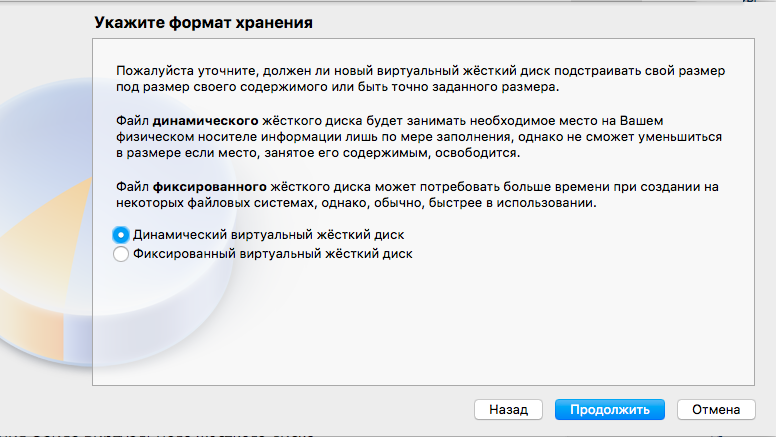 Укажите формат хранения
Пожалуйста уточните, должен ли новый виртуальный жёсткий диск подстраивать свой размер
под размер своего содержимого или быть точно заданного размера.
Файл динамического жёсткого диска будет занимать необходимое место на Вашем
физическом носителе информации лишь по мере заполнения, однако не сможет уменьшиться
в размере если место, занятое его содержимым, освободится.
Файл фиксированного жёсткого диска может потребовать больше времени при создании на
некоторых файловых системах, однако, обычно, быстрее в использовании.
Динамический виртуальный жёсткий диск
Фиксированный виртуальный жёсткий диск
Назад
Продолжить
Отмена